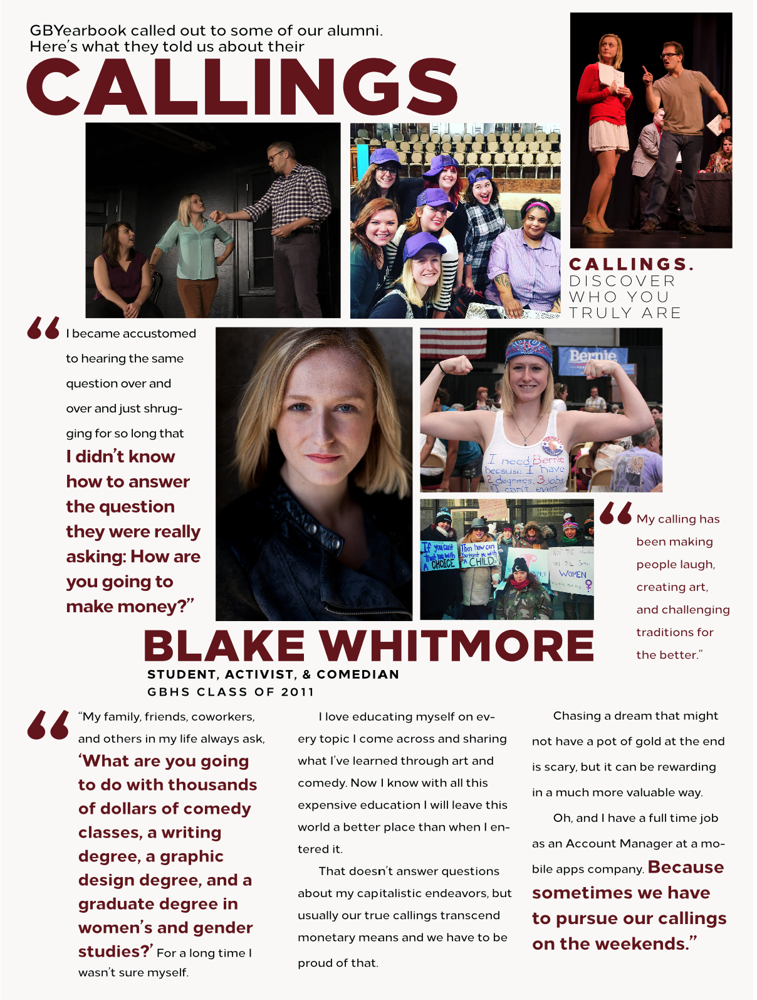 GBYearbook called out to some of our alumni.
Here's what they told us about their
CALLINGS
CALLINGS.
DISCOVER
WHO YOU
TRULY ARE
“ I became accustomed
to hearing the same
question over and
over and just shrug-
ging for so long that
I didn't know
how to answer
the question
they were really
asking: How are
you going to
make money?”
Bernie
I need Bernie
because I have
2 degrees, 3 jobs
& I can't even
If you can't
trust me with
A CHOICE
Then how can
you trust me with
A CHILD?
NOT THE
NOT THE Same
WOMEN
“ My calling has
been making
people laugh,
creating art,
and challenging
traditions for
the better.”
BLAKE WHITMORE
STUDENT, ACTIVIST, & COMEDIAN
GBHS CLASS OF 2011
“ “My family, friends, coworkers,
and others in my life always ask,
‘What are you going
to do with thousands
of dollars of comedy
classes, a writing
degree, a graphic
design degree, and a
graduate degree in
women's and gender
studies?’ For a long time I
wasn't sure myself.
I love educating myself on ev-
ery topic I come across and sharing
what I've learned through art and
comedy. Now I know with all this
expensive education I will leave this
world a better place than when I en-
tered it.
That doesn't answer questions
about my capitalistic endeavors, but
usually our true callings transcend
monetary means and we have to be
proud of that.
Chasing a dream that might
not have a pot of gold at the end
is scary, but it can be rewarding
in a much more valuable way.
Oh, and I have a full time job
as an Account Manager at a mo-
bile apps company. Because
sometimes we have
to pursue our callings
on the weekends.”